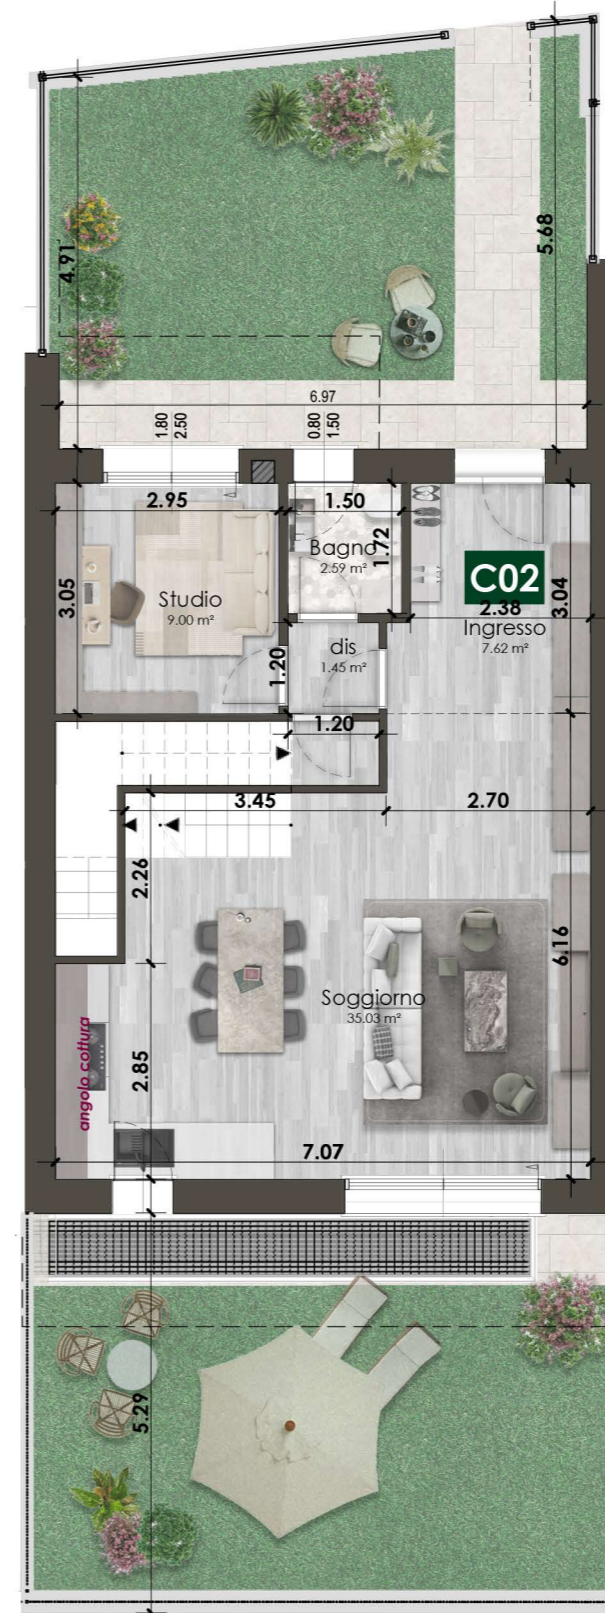 5.68
4.91
6.97
1.80
2.50
0.80
1.50
2.95
1.50
1.72
Bagno
2.59 m²
C02
3.05
3.04
Studio
9.00 m²
2.38
Ingresso
7.62 m²
dis
1.45 m²
1.20
1.20
3.45
2.70
2.26
6.16
Soggiorno
35.03 m²
angolo cottura
2.85
7.07
5.29